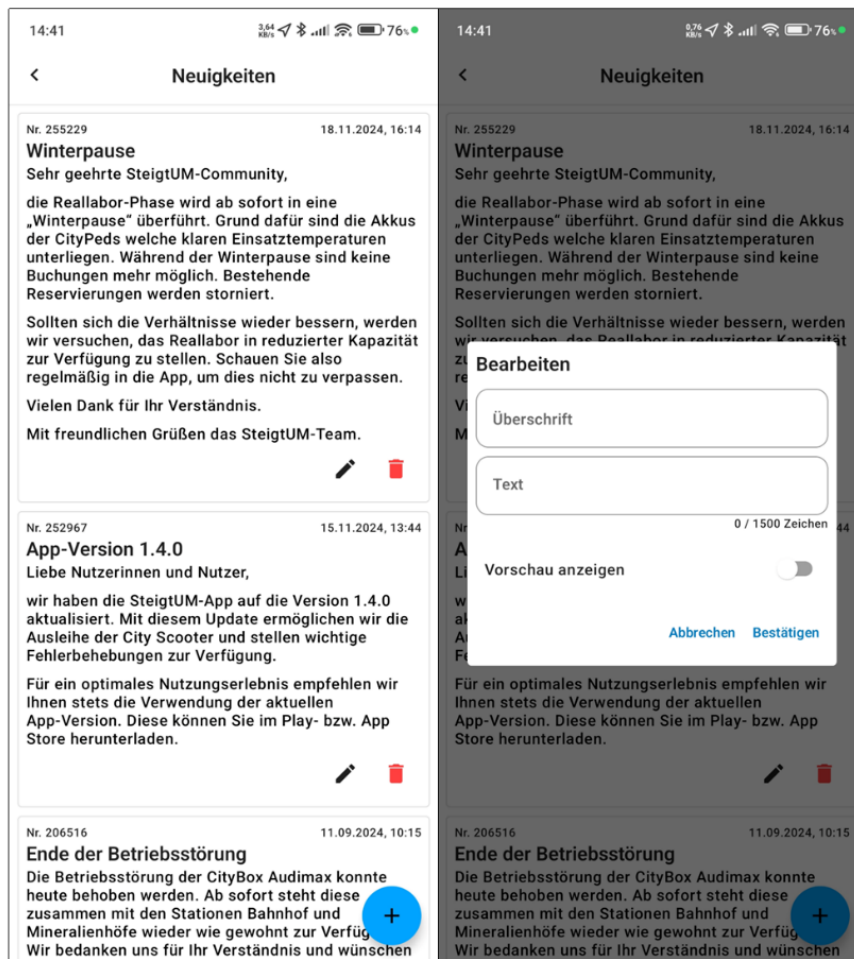 14:41
3,64 KB/s
76%
Neuigkeiten
Nr. 255229
18.11.2024, 16:14
Winterpause
Sehr geehrte SteigtUM-Community,
die Reallabor-Phase wird ab sofort in eine
„Winterpause“ überführt. Grund dafür sind die Akkus
der CityPeds welche klaren Einsatztemperaturen
unterliegen. Während der Winterpause sind keine
Buchungen mehr möglich. Bestehende
Reservierungen werden storniert.
Sollten sich die Verhältnisse wieder bessern, werden
wir versuchen, das Reallabor in reduzierter Kapazität
zur Verfügung zu stellen. Schauen Sie also
regelmäßig in die App, um dies nicht zu verpassen.
Vielen Dank für Ihr Verständnis.
Mit freundlichen Grüßen das SteigtUM-Team.
Nr. 252967
15.11.2024, 13:44
App-Version 1.4.0
Liebe Nutzerinnen und Nutzer,
wir haben die SteigtUM-App auf die Version 1.4.0
aktualisiert. Mit diesem Update ermöglichen wir die
Ausleihe der City Scooter und stellen wichtige
Fehlerbehebungen zur Verfügung.
Für ein optimales Nutzungserlebnis empfehlen wir
Ihnen stets die Verwendung der aktuellen
App-Version. Diese können Sie im Play- bzw. App
Store herunterladen.
Nr. 206516
11.09.2024, 10:15
Ende der Betriebsstörung
Die Betriebsstörung der CityBox Audimax konnte
heute behoben werden. Ab sofort steht diese
zusammen mit den Stationen Bahnhof und
Mineralienhöfe wieder wie gewohnt zur Verfüg
Wir bedanken uns für Ihr Verständnis und wünschen
14:41
0,76 KB/s
76%
Neuigkeiten
Nr. 255229
18.11.2024, 16:14
Winterpause
Sehr geehrte SteigtUM-Community,
die Reallabor-Phase wird ab sofort in eine
„Winterpause“ überführt. Grund dafür sind die Akkus
der CityPeds welche klaren Einsatztemperaturen
unterliegen. Während der Winterpause sind keine
Buchungen mehr möglich. Bestehende
Reservierungen werden storniert.
Sollten sich die Verhältnisse wieder bessern, werden
wir versuchen, das Reallabor in reduzierter Kapazität
Bearbeiten
Überschrift
Text
0 / 1500 Zeichen
Vorschau anzeigen
Abbrechen Bestätigen
Für ein optimales Nutzungserlebnis empfehlen wir
Ihnen stets die Verwendung der aktuellen
App-Version. Diese können Sie im Play- bzw. App
Store herunterladen.
Nr. 206516
11.09.2024, 10:15
Ende der Betriebsstörung
Die Betriebsstörung der CityBox Audimax konnte
heute behoben werden. Ab sofort steht diese
zusammen mit den Stationen Bahnhof und
Mineralienhöfe wieder wie gewohnt zur Verfüg
Wir bedanken uns für Ihr Verständnis und wünschen